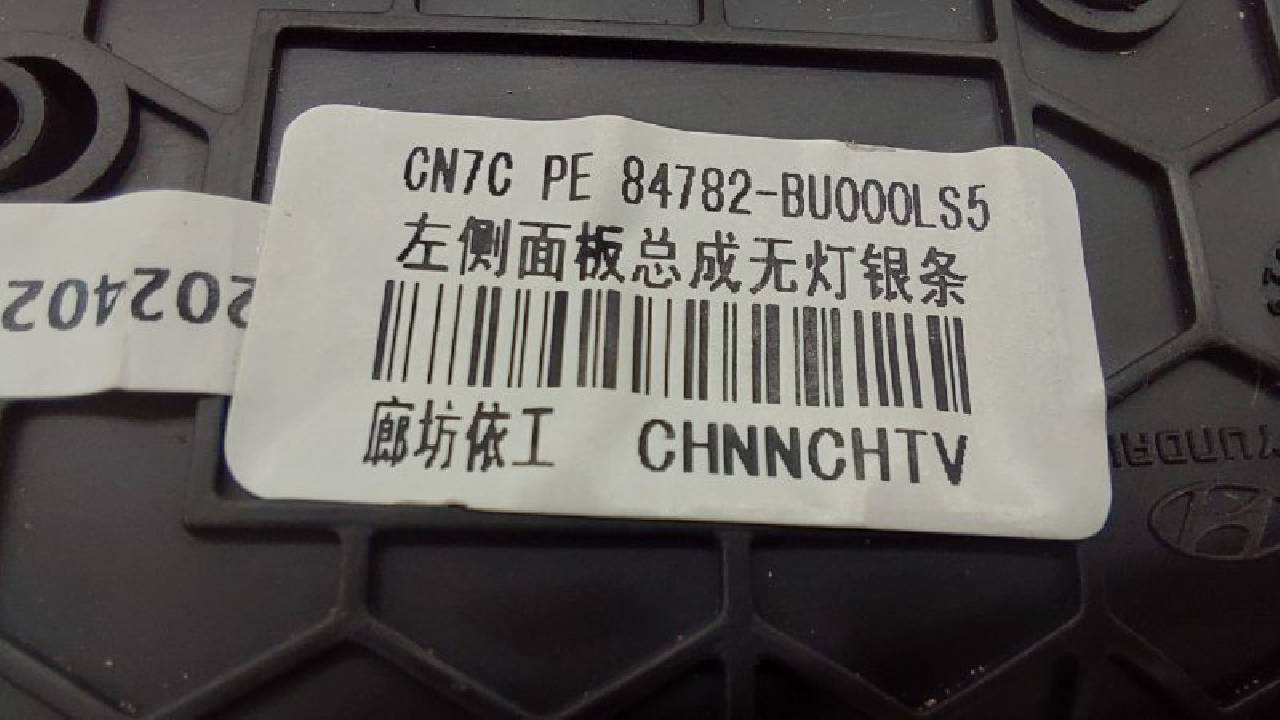 CN7C PE 84782-BU000LS5
左侧面板总成无灯银条
廊坊依工 CHNNCHTV
202402
HYUNDAI